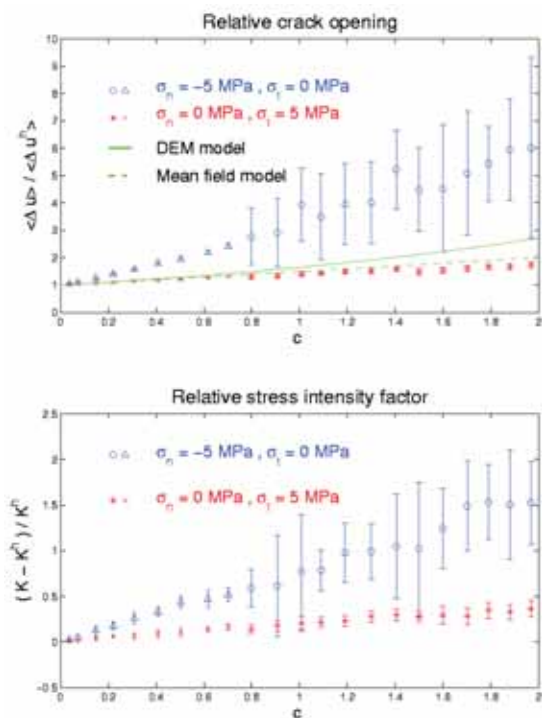 Relative crack opening
10
9
8
7
6
5
4
3
2
1
0
<Δ u> / <Δ uʰ>
σₙ = −5 MPa , σₜ = 0 MPa
σₙ = 0 MPa , σₜ = 5 MPa
DEM model
Mean field model
0 0.2 0.4 0.6 0.8 1 1.2 1.4 1.6 1.8 2
c
Relative stress intensity factor
2.5
2
1.5
1
0.5
0
−0.5
( K − Kʰ ) / Kʰ
σₙ = −5 MPa , σₜ = 0 MPa
σₙ = 0 MPa , σₜ = 5 MPa
0 0.2 0.4 0.6 0.8 1 1.2 1.4 1.6 1.8 2
c